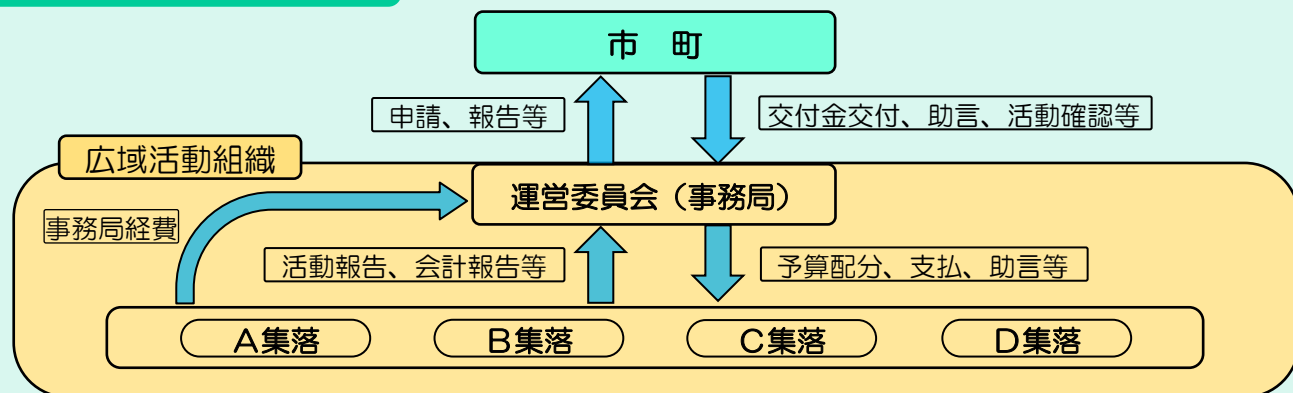 市　町
申請、報告等
交付金交付、助言、活動確認等
広域活動組織
運営委員会（事務局）
事務局経費
活動報告、会計報告等
予算配分、支払、助言等
Ａ集落
Ｂ集落
Ｃ集落
Ｄ集落